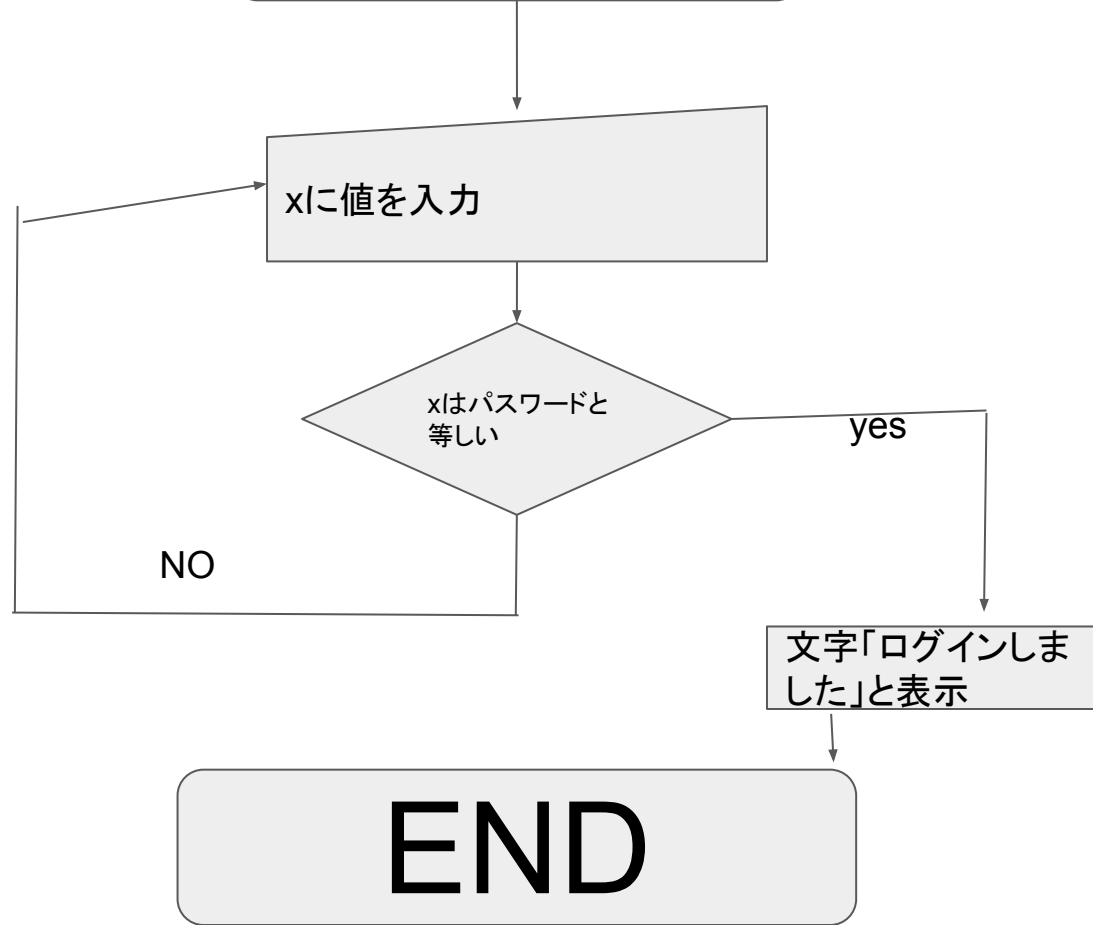 xに値を入力
xはパスワードと
等しい
yes
NO
文字「ログインしま
した」と表示
END